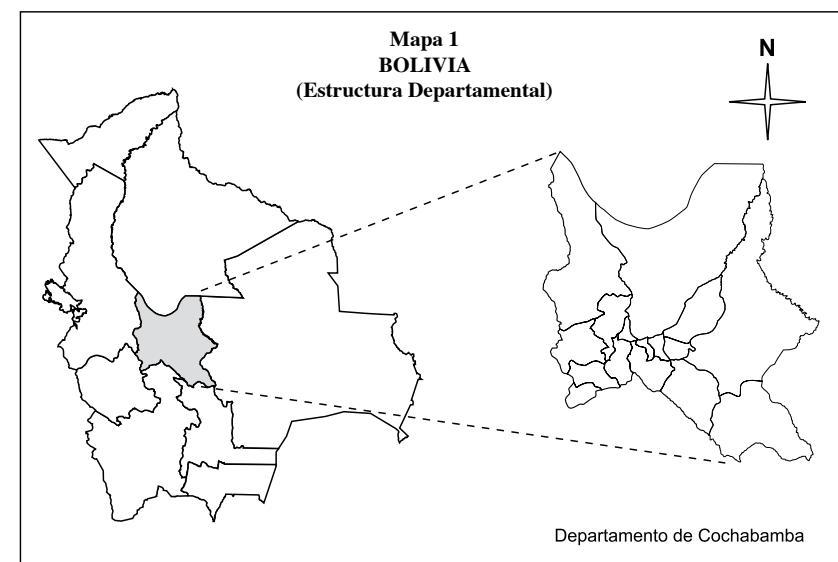 Mapa 1
BOLIVIA
(Estructura Departamental)
N
Departamento de Cochabamba